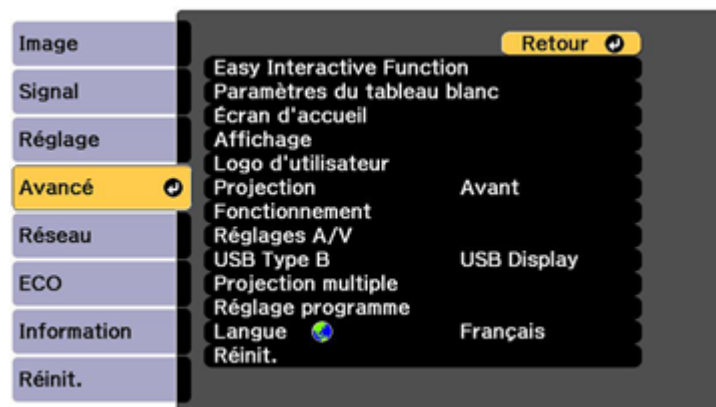 Image
Signal
Réglage
Avancé
Réseau
ECO
Information
Réinit.
Retour
Easy Interactive Function
Paramètres du tableau blanc
Écran d'accueil
Affichage
Logo d'utilisateur
Projection Avant
Fonctionnement
Réglages A/V
USB Type B USB Display
Projection multiple
Réglage programme
Langue Français
Réinit.